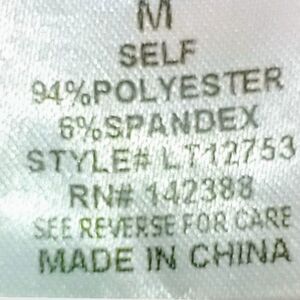 M
SELF
94%POLYESTER
6%SPANDEX
STYLE# LT12753
RN# 142388
SEE REVERSE FOR CARE
MADE IN CHINA